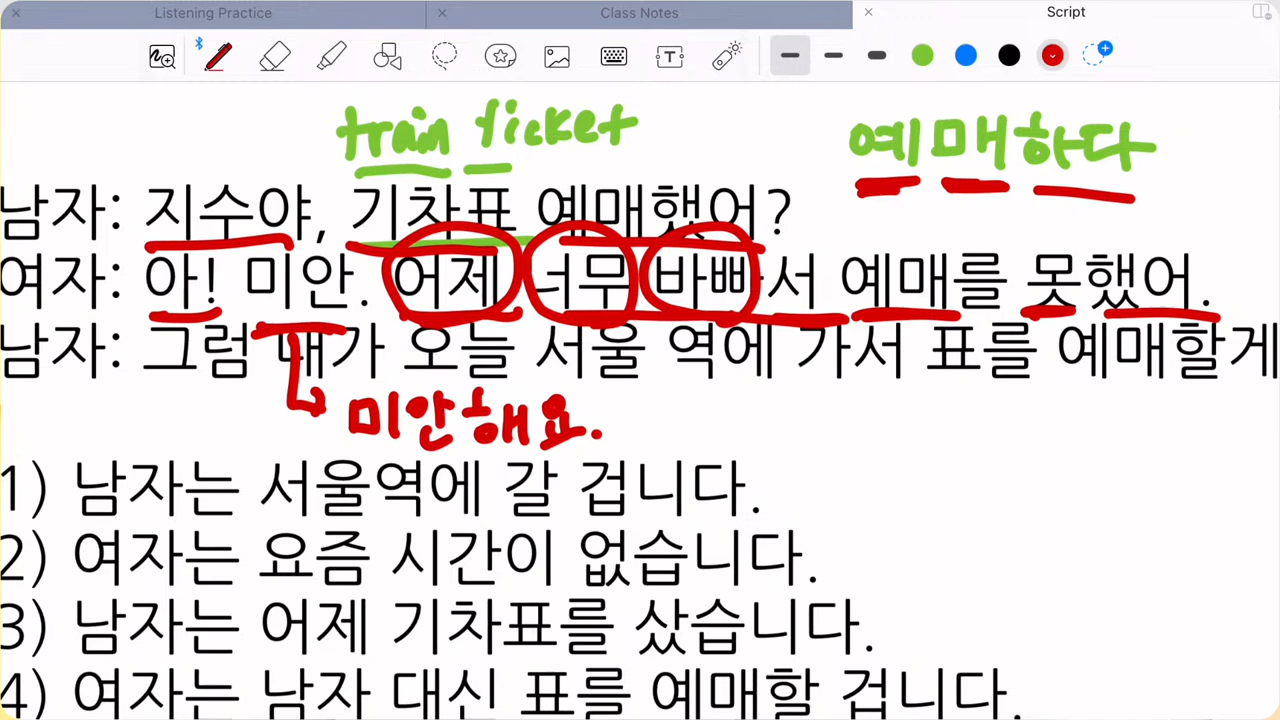 Listening Practice Class Notes Script
train ticket 예매하다
남자: 지수야, 기차표 예매했어?
여자: 아! 미안. 어제 너무 바빠서 예매를 못했어.
남자: 그럼 내가 오늘 서울 역에 가서 표를 예매할게
미안해요.
1) 남자는 서울역에 갈 겁니다.
2) 여자는 요즘 시간이 없습니다.
3) 남자는 어제 기차표를 샀습니다.
4) 여자는 남자 대신 표를 예매할 겁니다.